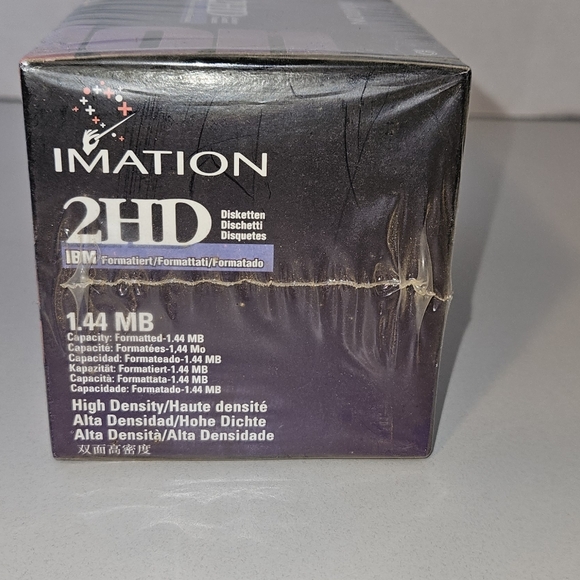 IMATION
2HD
Disketten
Dischetti
Disquetes
IBM Formatiert/Formattati/Formatado
1.44 MB
Capacity: Formatted-1.44 MB
Capacité: Formatées-1,44 Mo
Capacidad: Formateado-1.44 MB
Kapazität: Formatiert-1.44 MB
Capacità: Formattata-1.44 MB
Capacidade: Formatado-1.44 MB
High Density/Haute densité
Alta Densidad/Hohe Dichte
Alta Densità/Alta Densidade
双面高密度